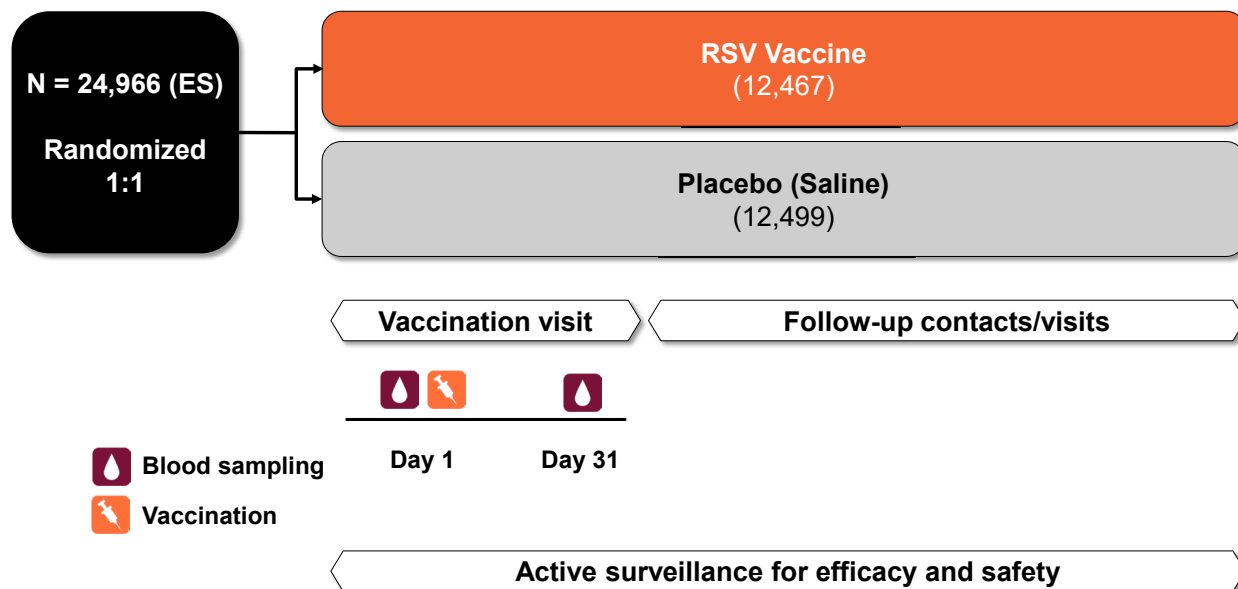 N = 24,966 (ES)
Randomized
1:1
RSV Vaccine
(12,467)
Placebo (Saline)
(12,499)
Vaccination visit
Follow-up contacts/visits
Day 1
Day 31
Blood sampling
Vaccination
Active surveillance for efficacy and safety